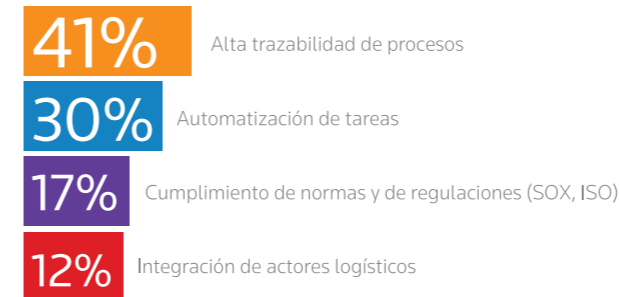 41% Alta trazabilidad de procesos
30% Automatización de tareas
17% Cumplimiento de normas y de regulaciones (SOX, ISO)
12% Integración de actores logísticos